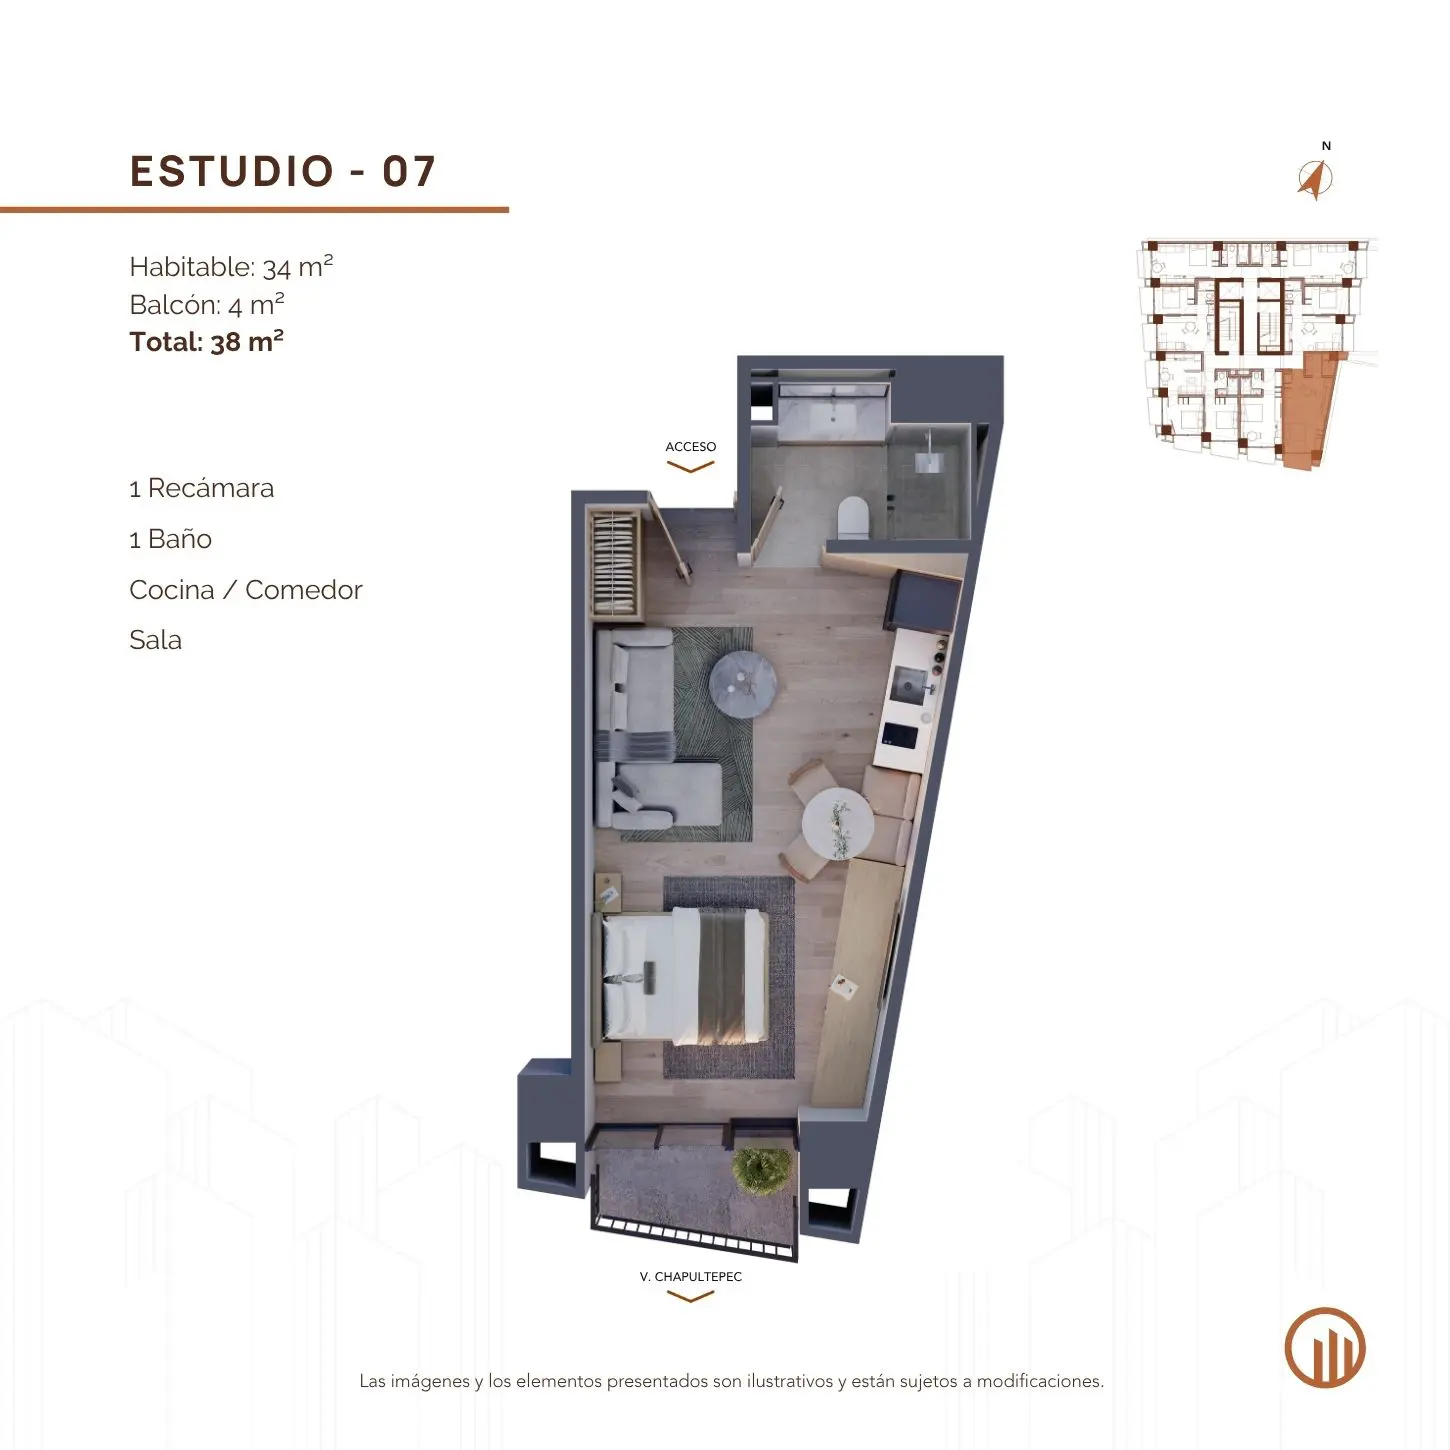 ESTUDIO - 07
N
Habitable: 34 m²
Balcón: 4 m²
Total: 38 m²
1 Recámara
1 Baño
Cocina / Comedor
Sala
ACCESO
V. CHAPULTEPEC
Las imágenes y los elementos presentados son ilustrativos y están sujetos a modificaciones.